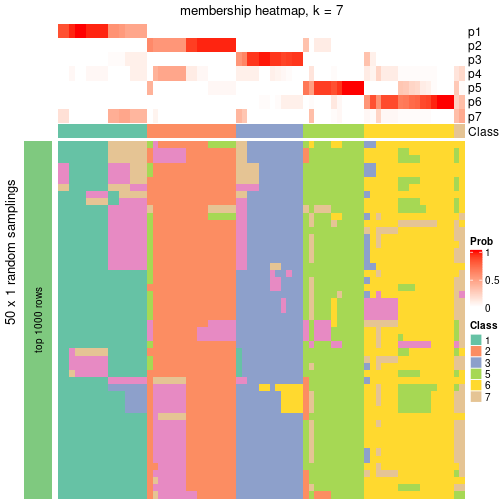 membership heatmap, k = 7
p1
p2
p3
p4
p5
p6
p7
Class
50 x 1 random samplings
top 1000 rows
Prob
1
0.5
0
Class
1
2
3
5
6
7